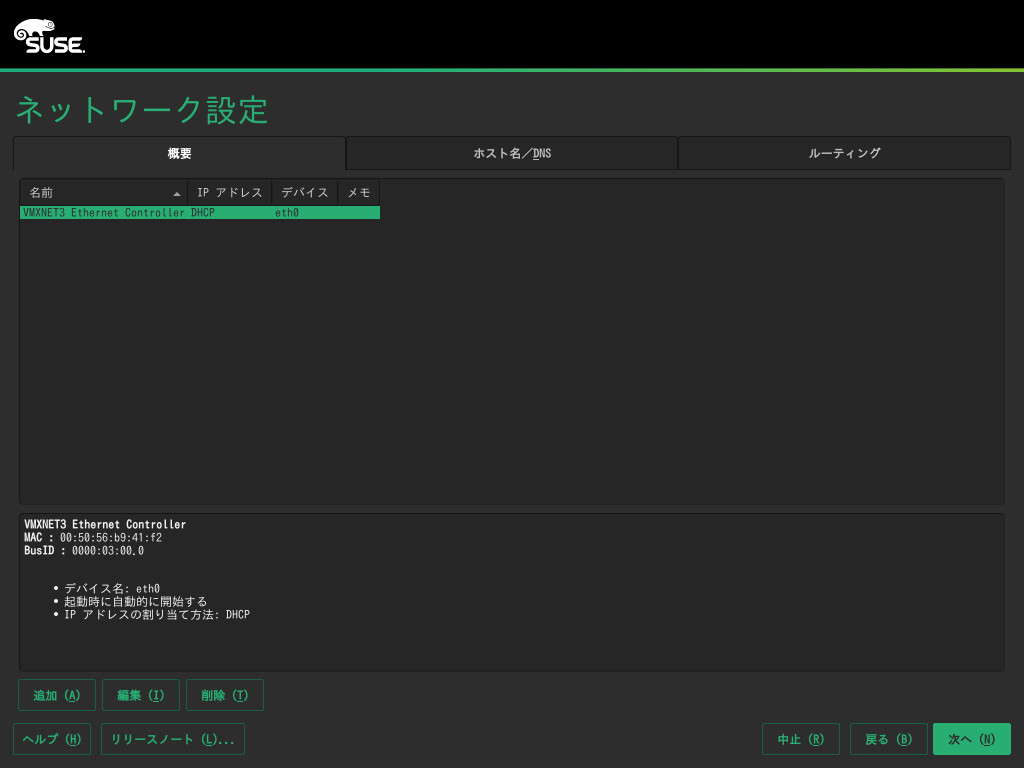 SUSE.
ネットワーク設定
概要 ホスト名/DNS ルーティング
名前 IP アドレス デバイス メモ
VMXNET3 Ethernet Controller DHCP eth0
VMXNET3 Ethernet Controller
MAC : 00:50:56:b9:41:f2
BusID : 0000:03:00.0
• デバイス名: eth0
• 起動時に自動的に開始する
• IP アドレスの割り当て方法: DHCP
追加 (A) 編集 (I) 削除 (T)
ヘルプ (H) リリースノート (L)... 中止 (R) 戻る (B) 次へ (N)